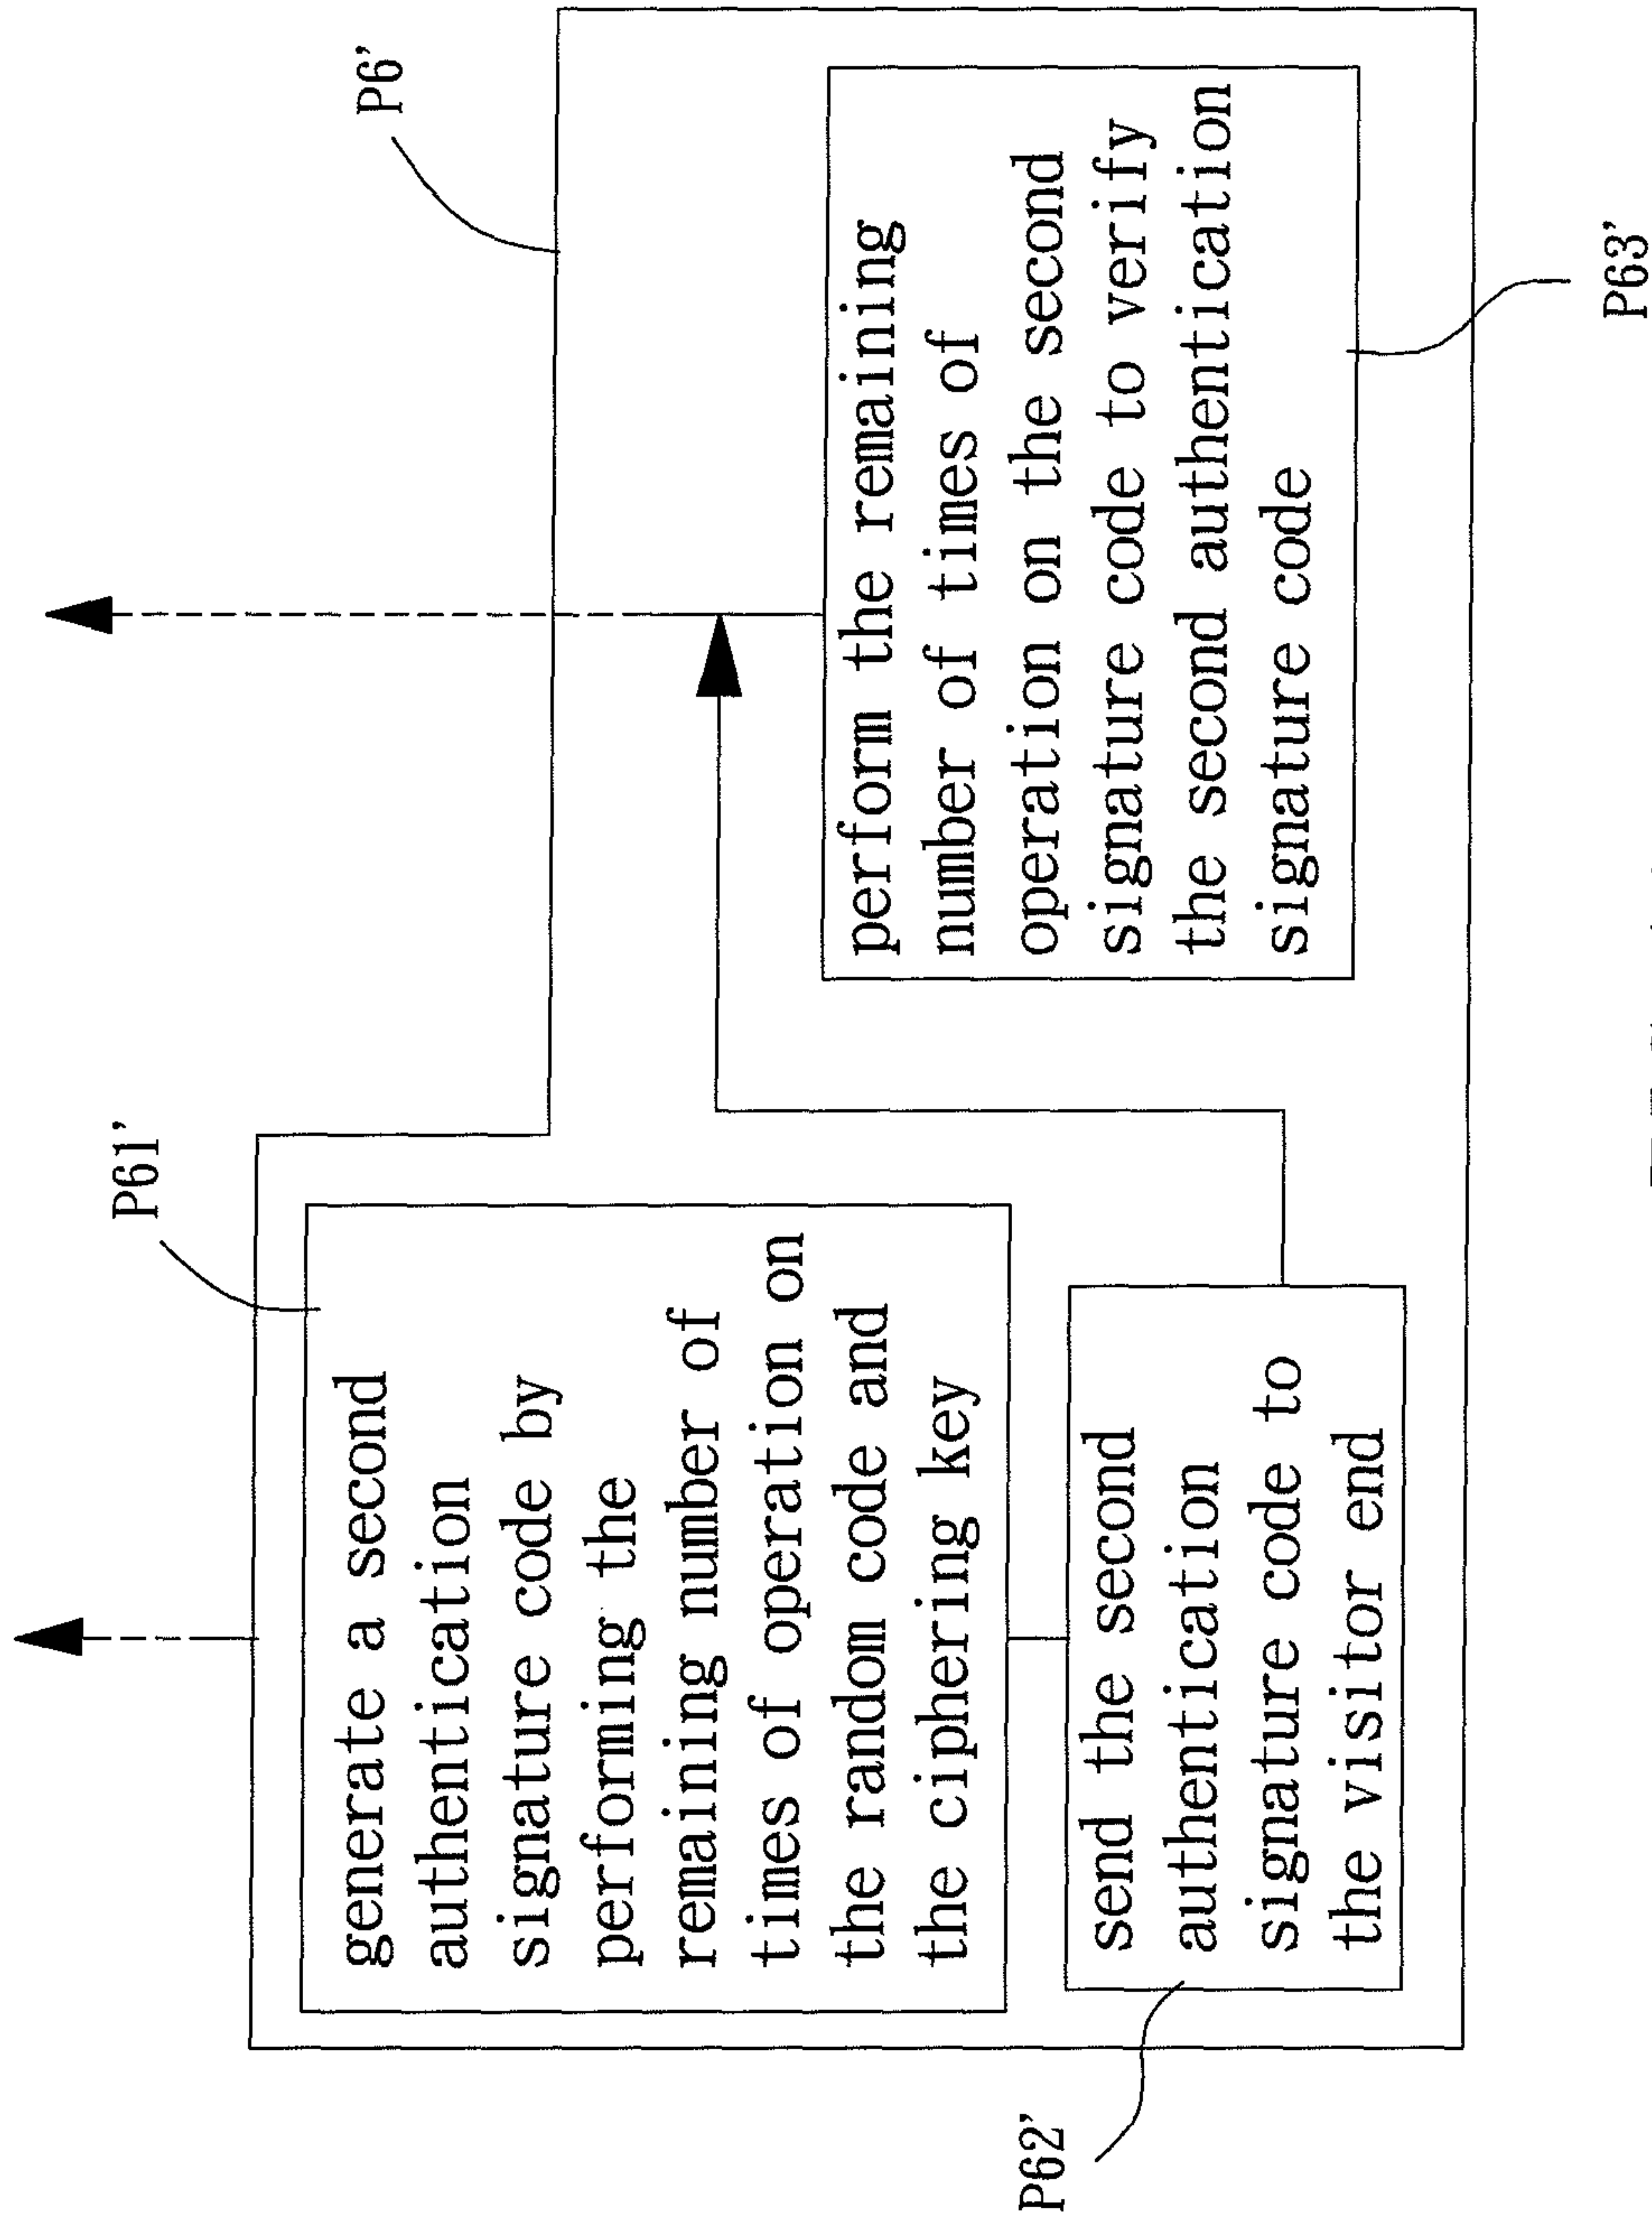 P6’
P61’
generate a second
authentication
signature code by
performing the
remaining number of
times of operation on
the random code and
the ciphering key
P62’
send the second
authentication
signature code to
the visitor end
perform the remaining
number of times of
operation on the second
signature code to verify
the second authentication
signature code
P63’